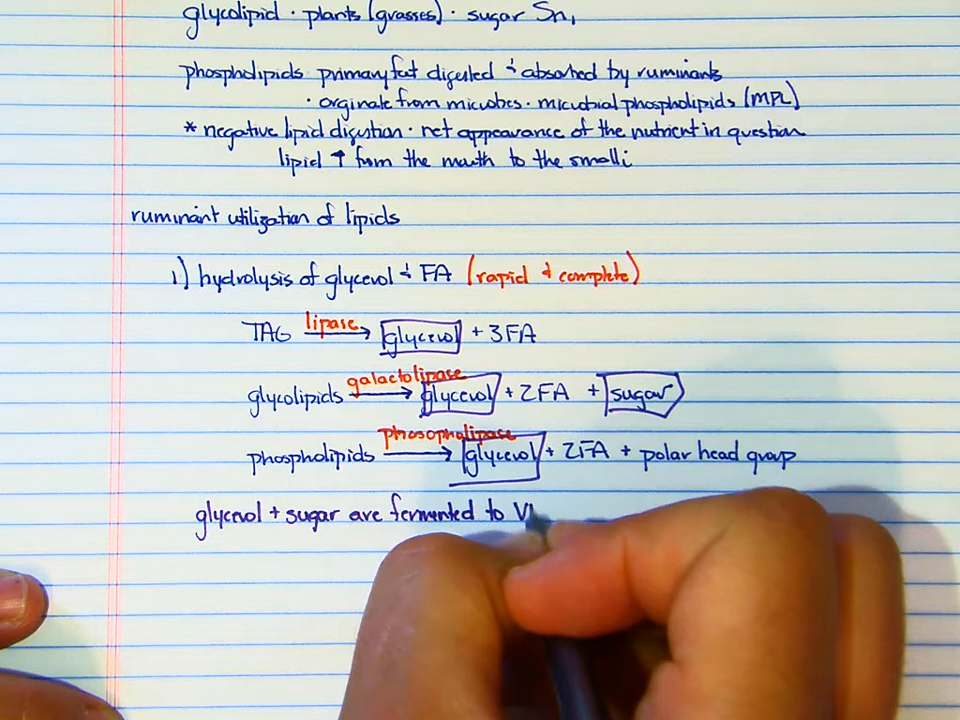 glycolipid · plants (grasses) · sugar Sn1
phospholipids primary fat digested & absorbed by ruminants
· orginate from microbes · microbial phospholipids (MPL)
* negative lipid digestion · net appearance of the nutrient in question
lipid ↑ from the mouth to the small i
ruminant utilization of lipids
1) hydrolysis of glycerol & FA (rapid & complete)
TAG lipase → glycerol + 3FA
glycolipids galactolipase → glycerol + 2FA + sugar
phospholipids phosopholipase → glycerol + 2FA + polar head group
glycerol + sugar are fermented to V